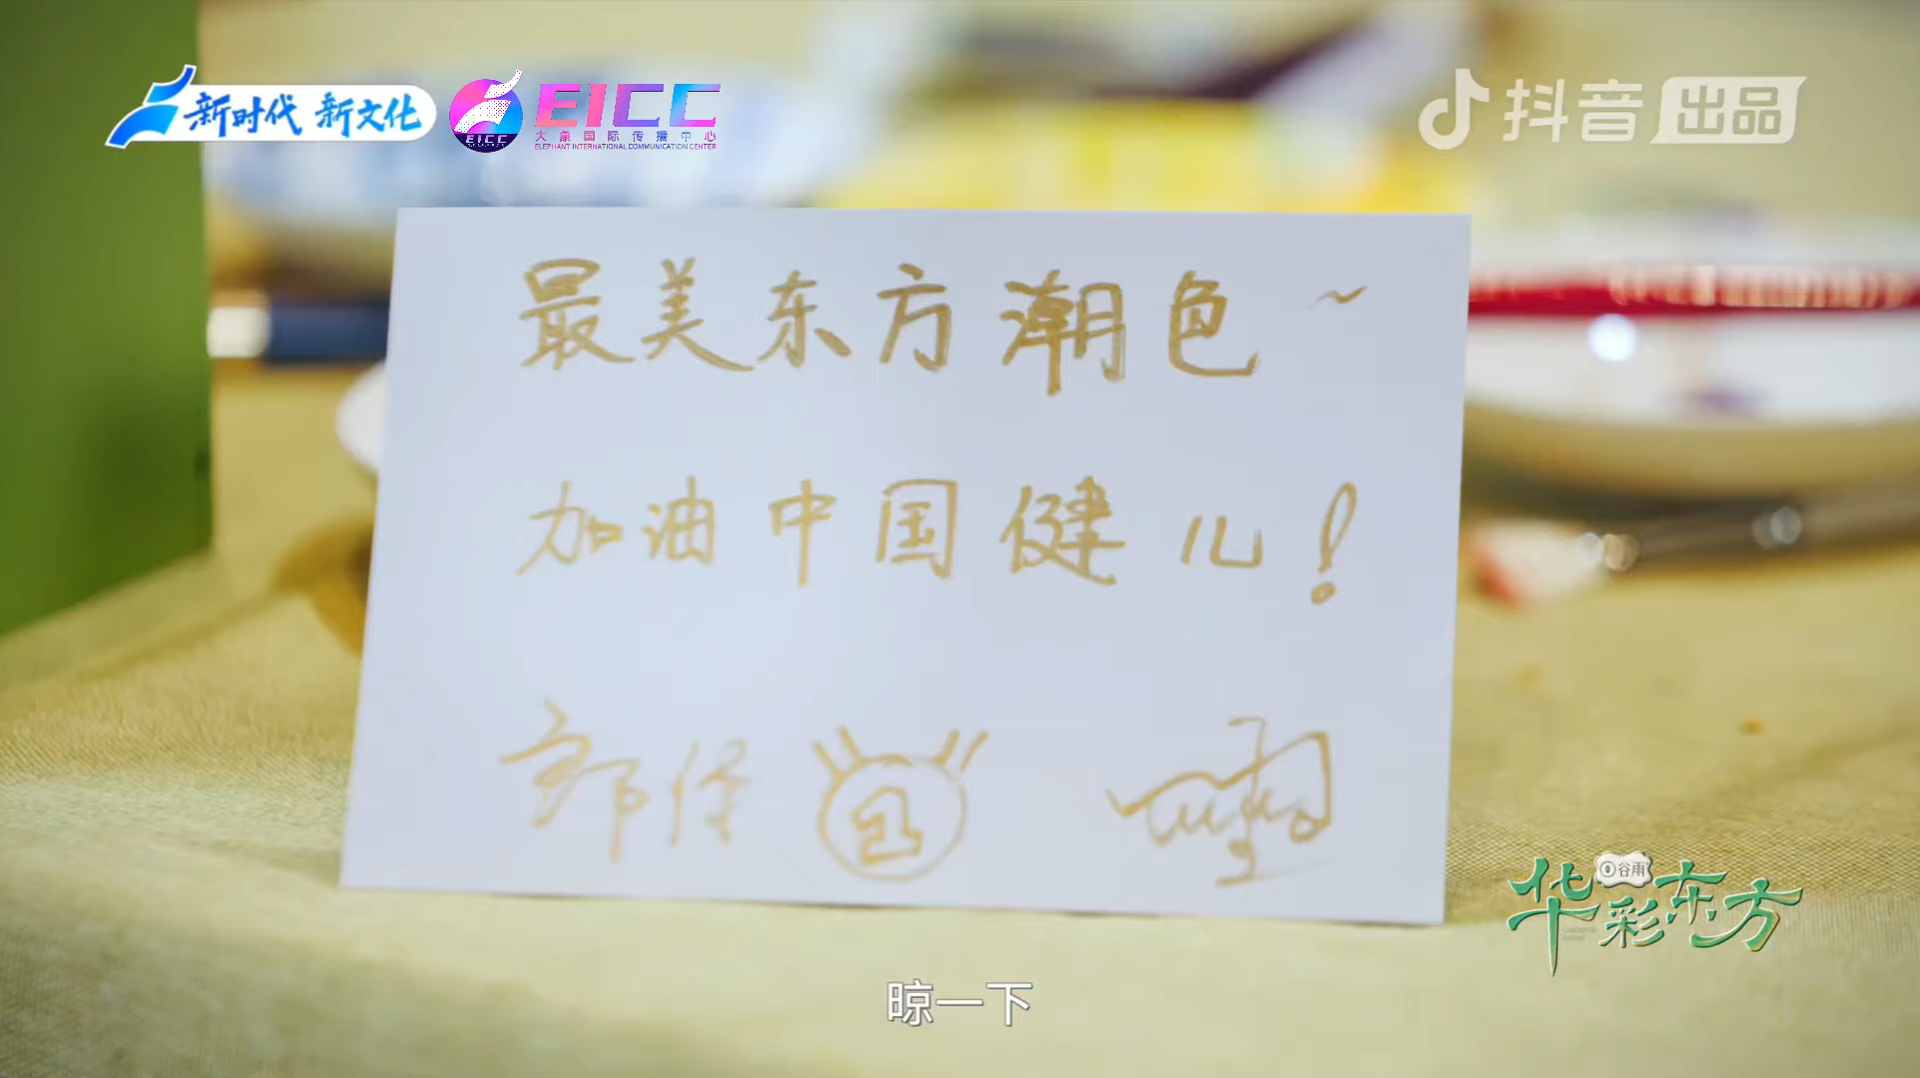 新时代 新文化
EICC
EICC
大象国际传播中心
ELEPHANT INTERNATIONAL COMMUNICATION CENTER
抖音 出品
最美东方潮色~
加油中国健儿!
谷雨
华彩东方
晾一下